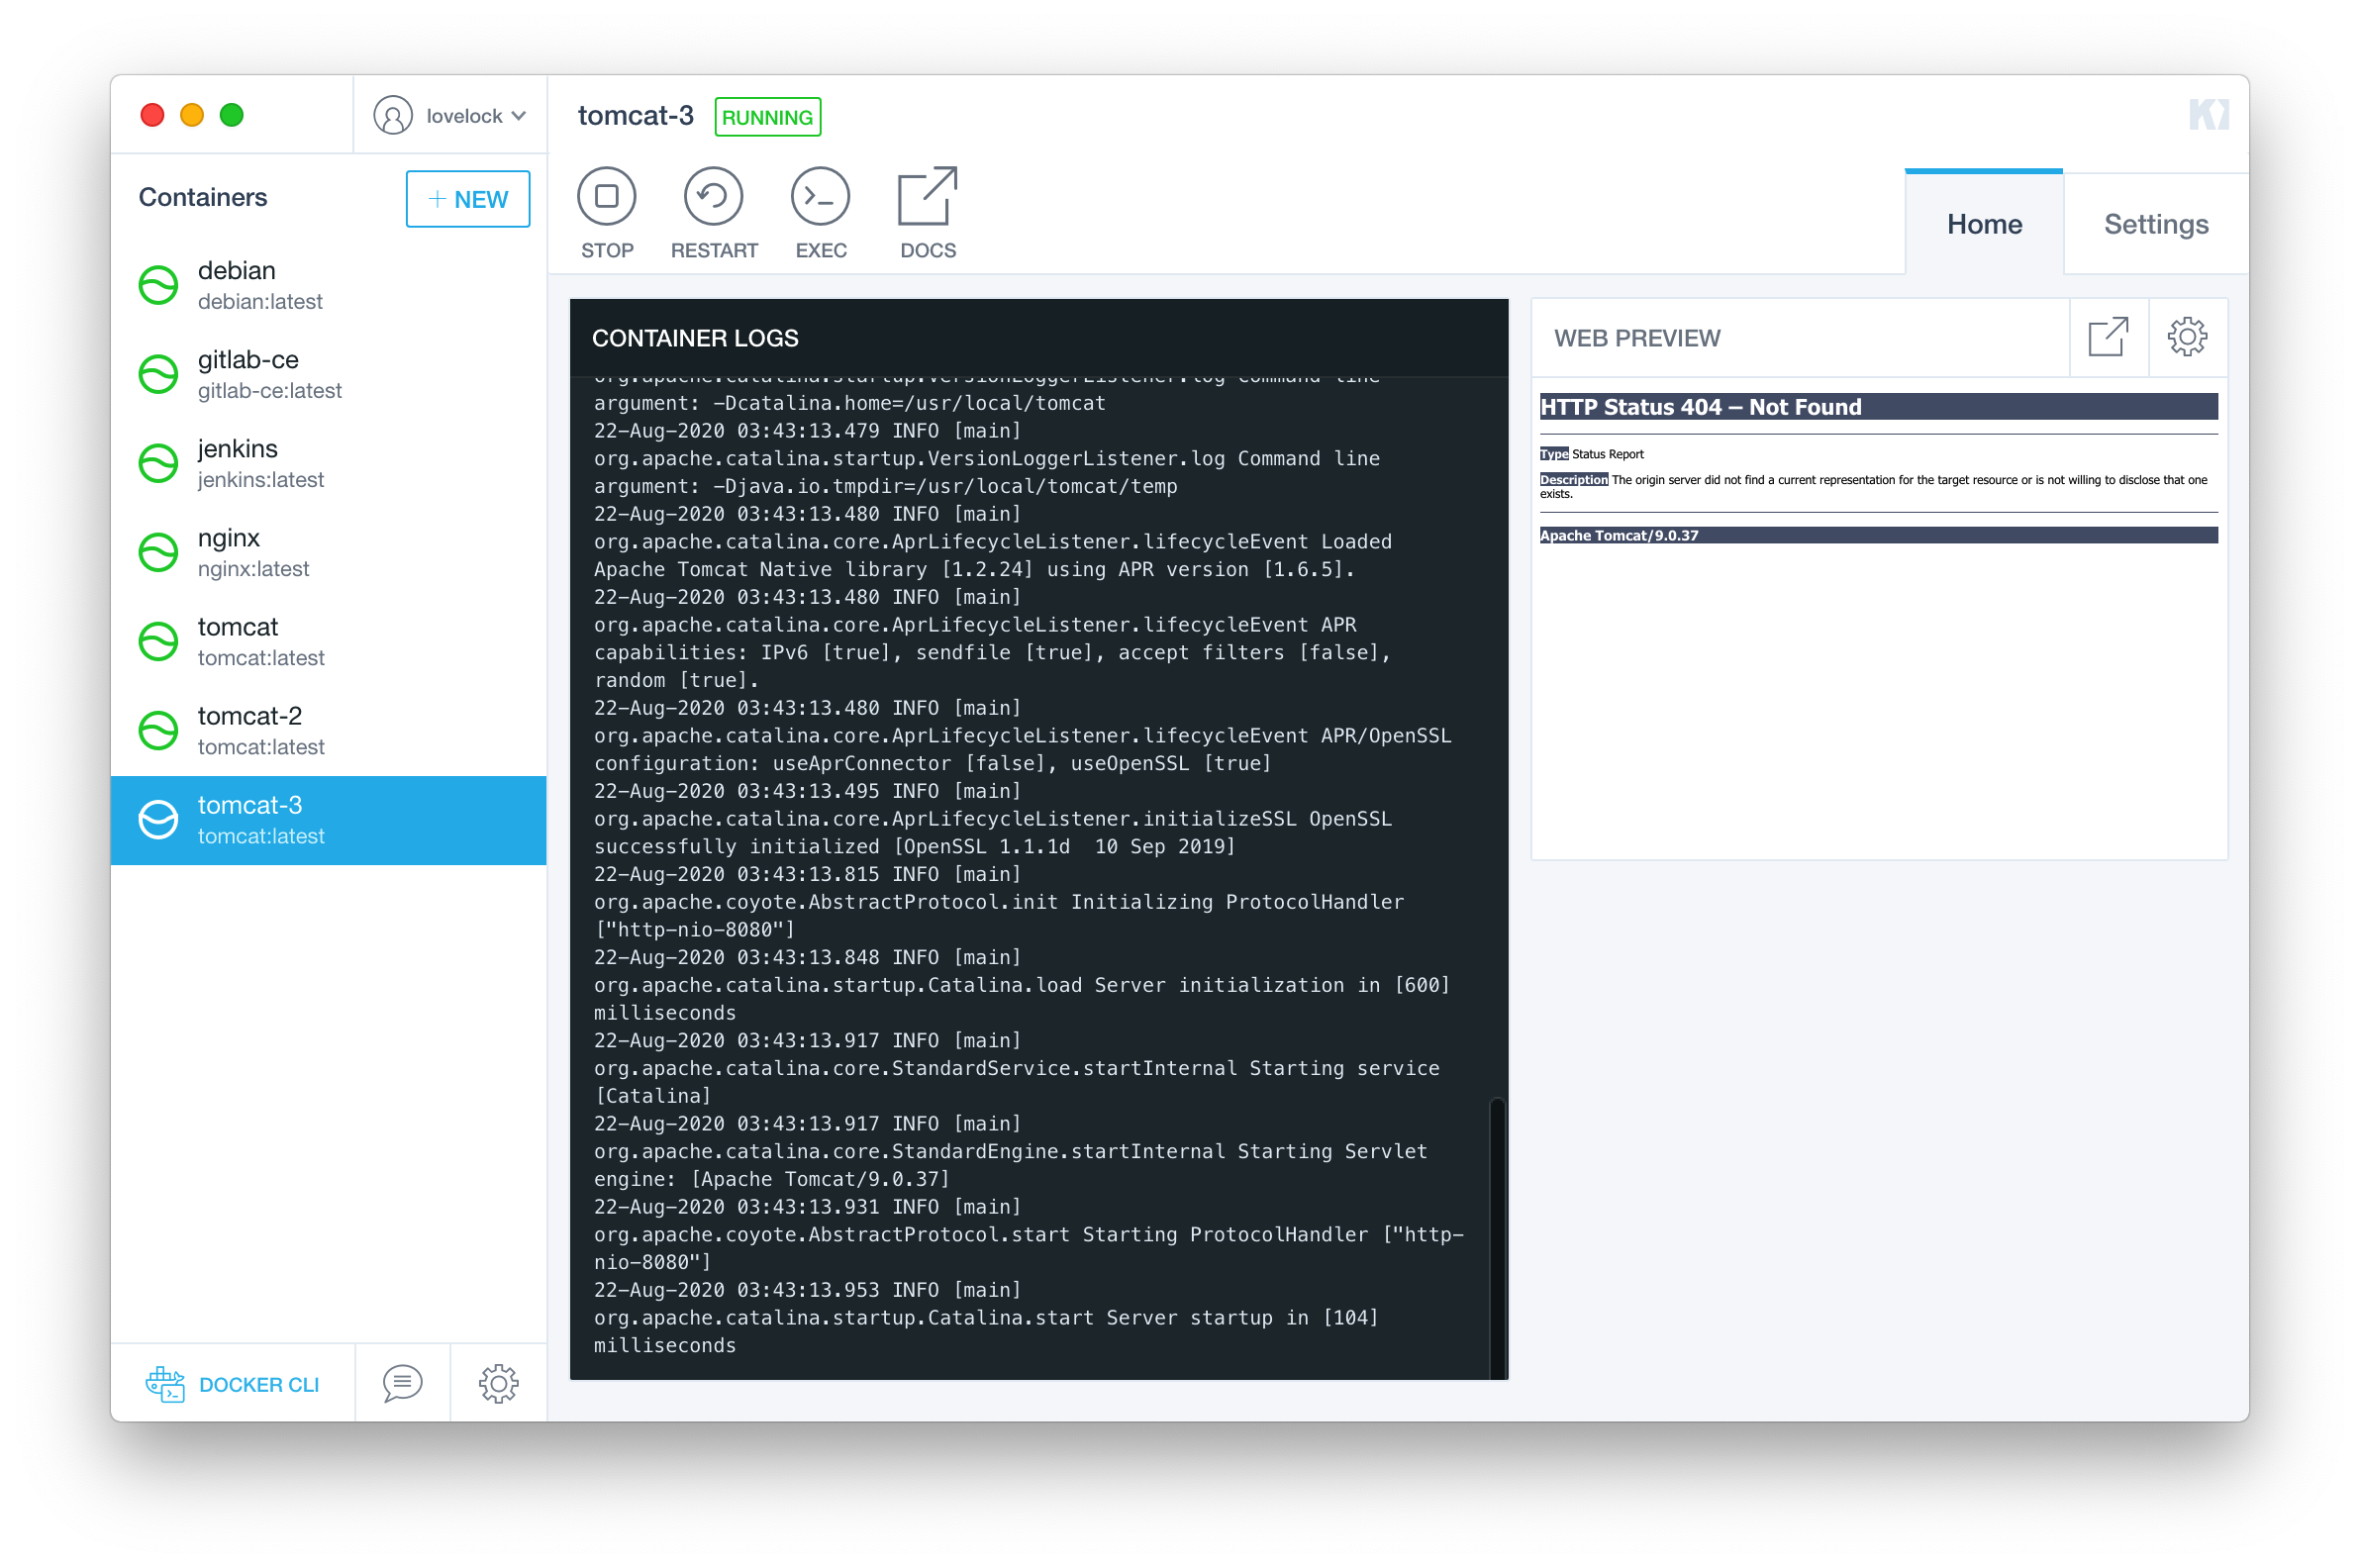 lovelock
tomcat-3 RUNNING
Containers
+ NEW
STOP RESTART EXEC DOCS
Home Settings
debian
debian:latest
gitlab-ce
gitlab-ce:latest
jenkins
jenkins:latest
nginx
nginx:latest
tomcat
tomcat:latest
tomcat-2
tomcat:latest
tomcat-3
tomcat:latest
DOCKER CLI
CONTAINER LOGS
org.apache.catalina.startup.VersionLoggerListener.log Command line
argument: -Dcatalina.home=/usr/local/tomcat
22-Aug-2020 03:43:13.479 INFO [main]
org.apache.catalina.startup.VersionLoggerListener.log Command line
argument: -Djava.io.tmpdir=/usr/local/tomcat/temp
22-Aug-2020 03:43:13.480 INFO [main]
org.apache.catalina.core.AprLifecycleListener.lifecycleEvent Loaded
Apache Tomcat Native library [1.2.24] using APR version [1.6.5].
22-Aug-2020 03:43:13.480 INFO [main]
org.apache.catalina.core.AprLifecycleListener.lifecycleEvent APR
capabilities: IPv6 [true], sendfile [true], accept filters [false],
random [true].
22-Aug-2020 03:43:13.480 INFO [main]
org.apache.catalina.core.AprLifecycleListener.lifecycleEvent APR/OpenSSL
configuration: useAprConnector [false], useOpenSSL [true]
22-Aug-2020 03:43:13.495 INFO [main]
org.apache.catalina.core.AprLifecycleListener.initializeSSL OpenSSL
successfully initialized [OpenSSL 1.1.1d  10 Sep 2019]
22-Aug-2020 03:43:13.815 INFO [main]
org.apache.coyote.AbstractProtocol.init Initializing ProtocolHandler
["http-nio-8080"]
22-Aug-2020 03:43:13.848 INFO [main]
org.apache.catalina.startup.Catalina.load Server initialization in [600]
milliseconds
22-Aug-2020 03:43:13.917 INFO [main]
org.apache.catalina.core.StandardService.startInternal Starting service
[Catalina]
22-Aug-2020 03:43:13.917 INFO [main]
org.apache.catalina.core.StandardEngine.startInternal Starting Servlet
engine: [Apache Tomcat/9.0.37]
22-Aug-2020 03:43:13.931 INFO [main]
org.apache.coyote.AbstractProtocol.start Starting ProtocolHandler ["http-
nio-8080"]
22-Aug-2020 03:43:13.953 INFO [main]
org.apache.catalina.startup.Catalina.start Server startup in [104]
milliseconds
WEB PREVIEW
HTTP Status 404 – Not Found
Type Status Report
Description The origin server did not find a current representation for the target resource or is not willing to disclose that one
exists.
Apache Tomcat/9.0.37